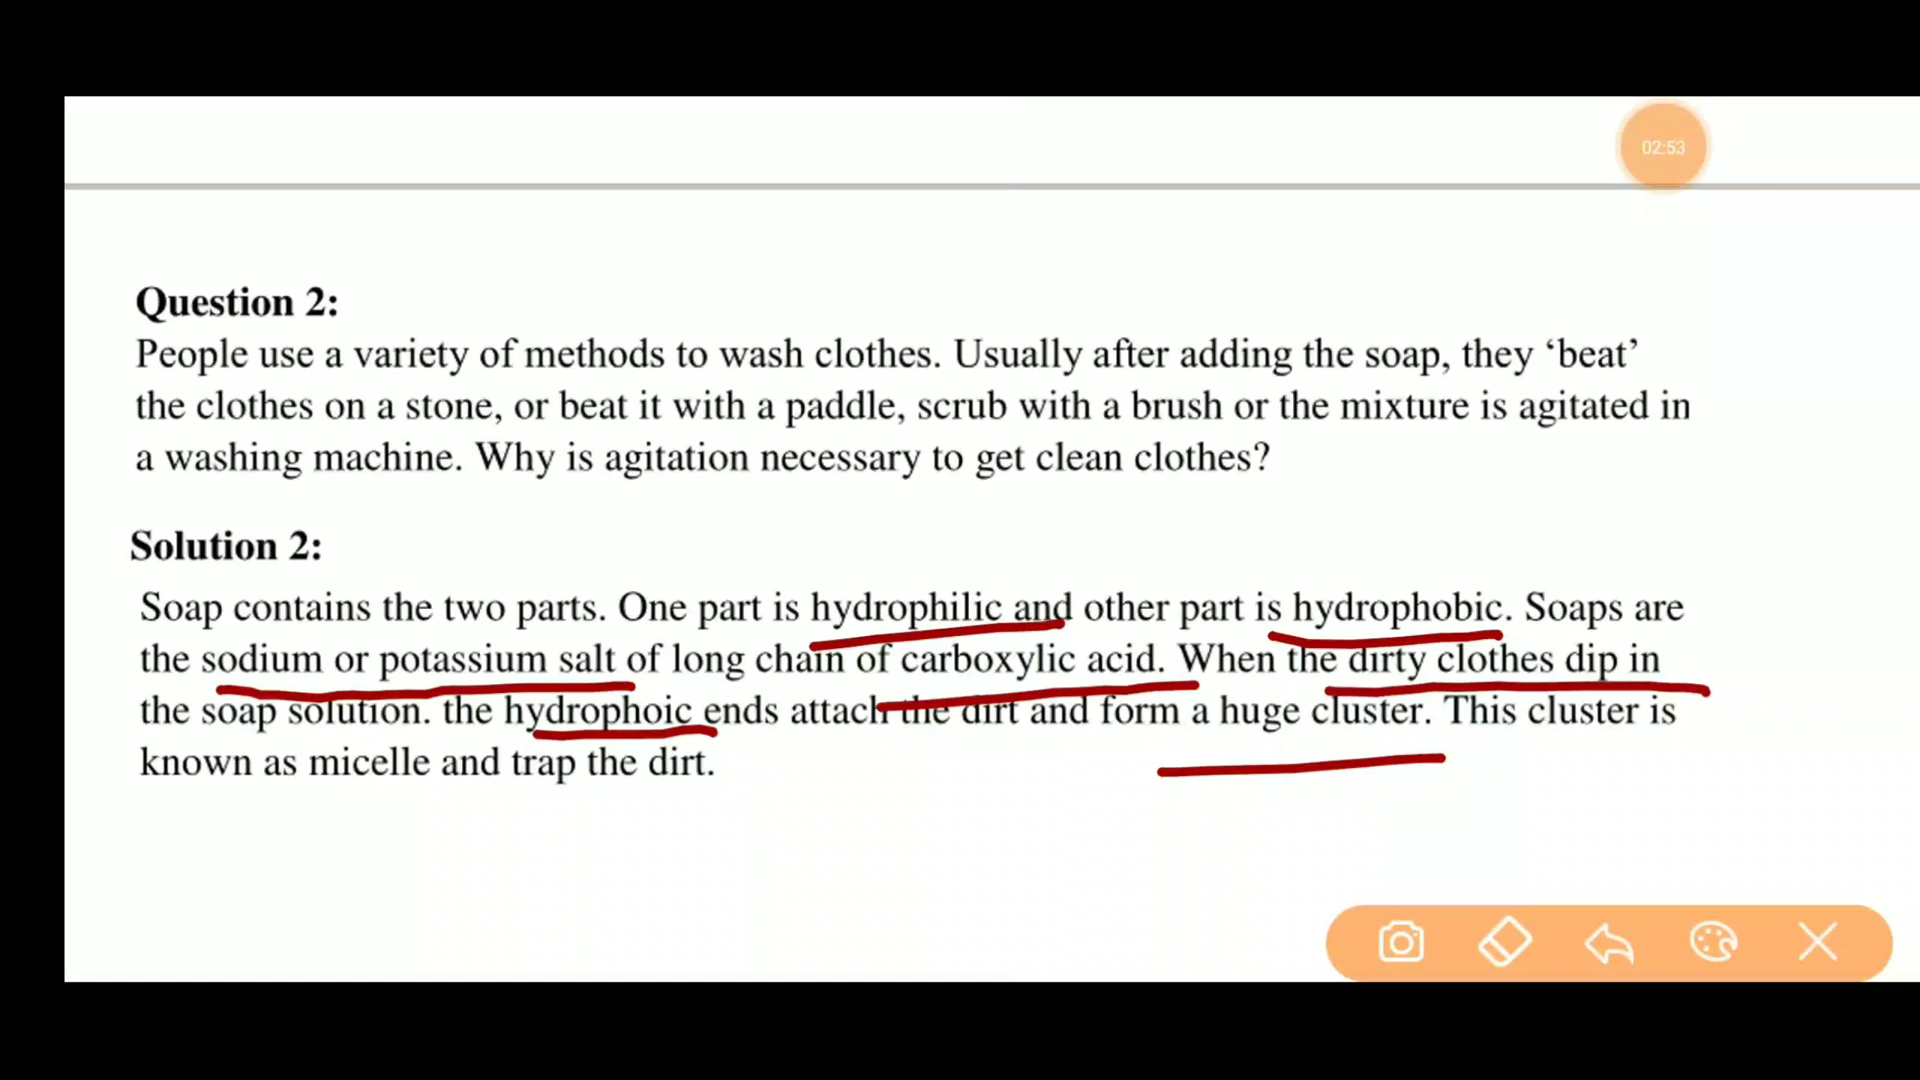 02:53
Question 2:
People use a variety of methods to wash clothes. Usually after adding the soap, they ‘beat’
the clothes on a stone, or beat it with a paddle, scrub with a brush or the mixture is agitated in
a washing machine. Why is agitation necessary to get clean clothes?
Solution 2:
Soap contains the two parts. One part is hydrophilic and other part is hydrophobic. Soaps are
the sodium or potassium salt of long chain of carboxylic acid. When the dirty clothes dip in
the soap solution. the hydrophoic ends attach the dirt and form a huge cluster. This cluster is
known as micelle and trap the dirt.